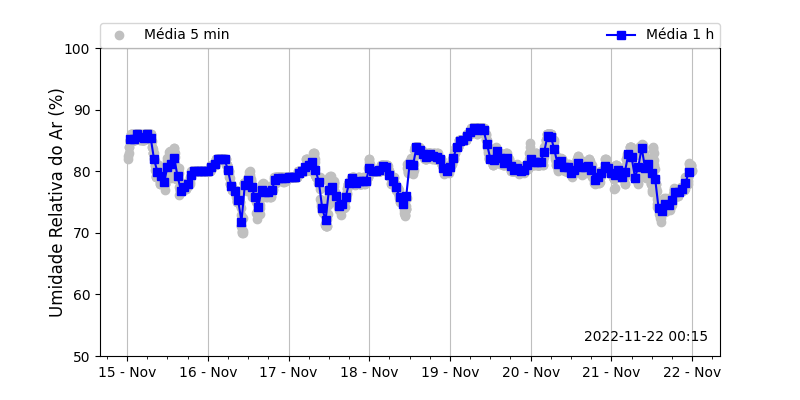 Média 5 min
Média 1 h
Umidade Relativa do Ar (%)
100
90
80
70
60
50
2022-11-22 00:15
15 - Nov
16 - Nov
17 - Nov
18 - Nov
19 - Nov
20 - Nov
21 - Nov
22 - Nov